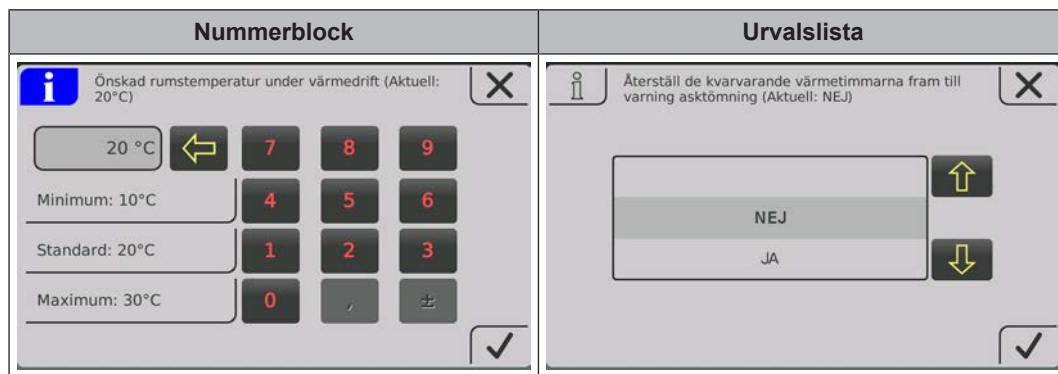 Nummerblock
Urvalslista
i Önskad rumstemperatur under värmedrift (Aktuell:
20°C)
20 °C
7 8 9
Minimum: 10°C
4 5 6
Standard: 20°C
1 2 3
Maximum: 30°C
0 , ±
i Återställ de kvarvarande värmetimmarna fram till
varning asktömning (Aktuell: NEJ)
NEJ
JA